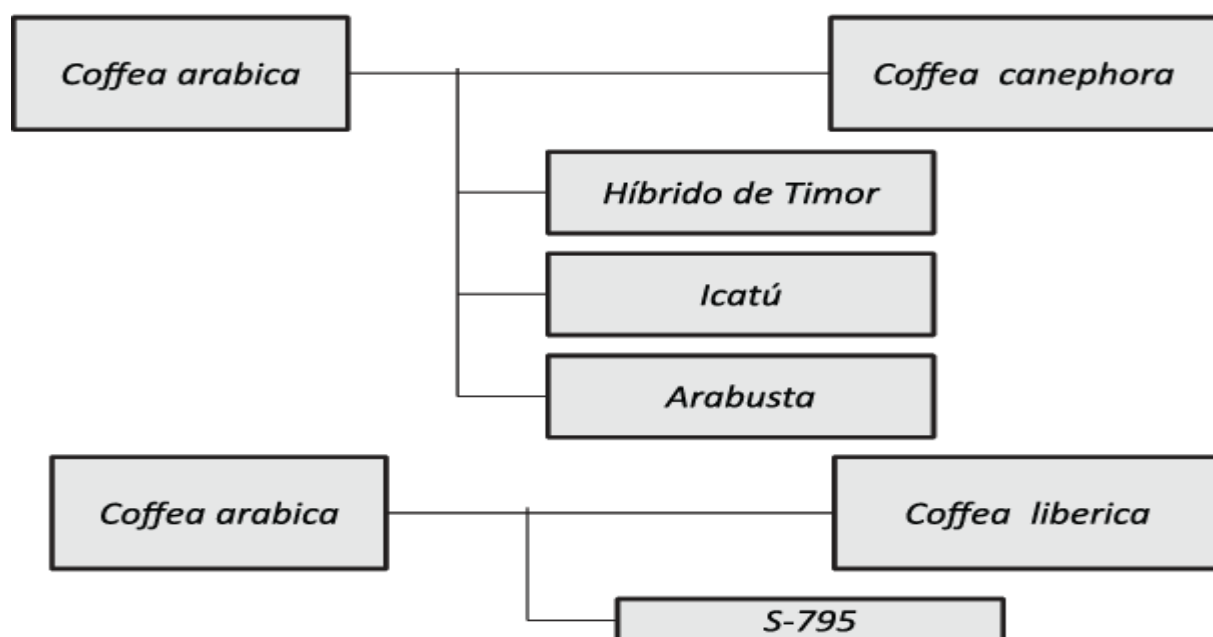 Coffea arabica
Coffea canephora
Híbrido de Timor
Icatú
Arabusta
Coffea arabica
Coffea liberica
S-795